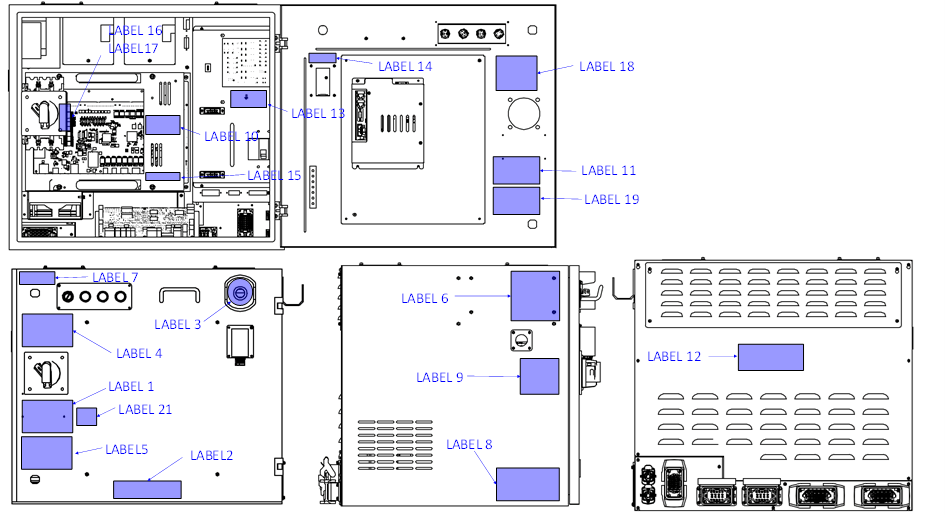 LABEL 16
LABEL17
LABEL 14
LABEL 18
LABEL 13
LABEL 10
LABEL 15
LABEL 11
LABEL 19
LABEL 7
LABEL 3
LABEL 4
LABEL 1
LABEL 21
LABEL5
LABEL2
LABEL 6
LABEL 9
LABEL 8
LABEL 12